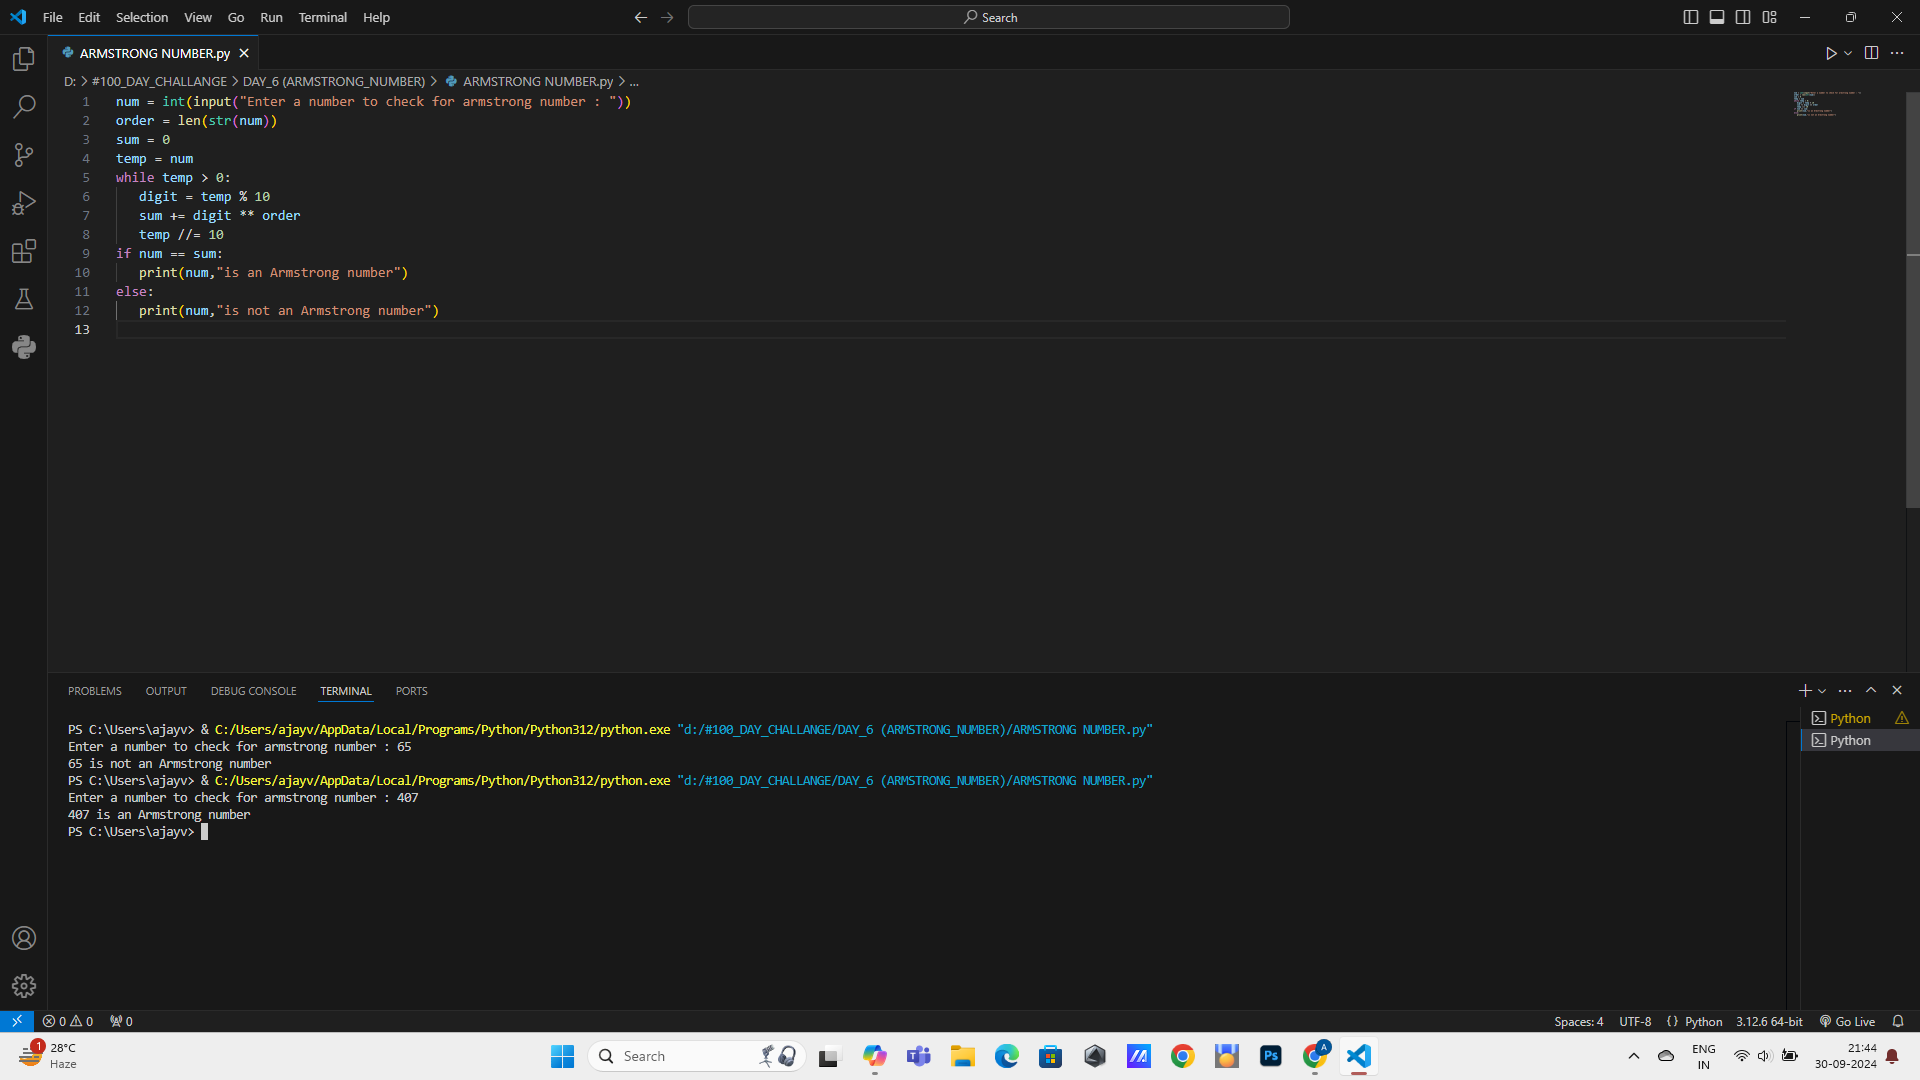 File Edit Selection View Go Run Terminal Help
Search
ARMSTRONG NUMBER.py
D: > #100_DAY_CHALLANGE > DAY_6 (ARMSTRONG_NUMBER) > ARMSTRONG NUMBER.py > ...
1 num = int(input("Enter a number to check for armstrong number : "))
2 order = len(str(num))
3 sum = 0
4 temp = num
5 while temp > 0:
6 digit = temp % 10
7 sum += digit ** order
8 temp //= 10
9 if num == sum:
10 print(num,"is an Armstrong number")
11 else:
12 print(num,"is not an Armstrong number")
13
PROBLEMS OUTPUT DEBUG CONSOLE TERMINAL PORTS
PS C:\Users\ajayv> & C:/Users/ajayv/AppData/Local/Programs/Python/Python312/python.exe "d:/#100_DAY_CHALLANGE/DAY_6 (ARMSTRONG_NUMBER)/ARMSTRONG NUMBER.py"
Enter a number to check for armstrong number : 65
65 is not an Armstrong number
PS C:\Users\ajayv> & C:/Users/ajayv/AppData/Local/Programs/Python/Python312/python.exe "d:/#100_DAY_CHALLANGE/DAY_6 (ARMSTRONG_NUMBER)/ARMSTRONG NUMBER.py"
Enter a number to check for armstrong number : 407
407 is an Armstrong number
PS C:\Users\ajayv>
Python
Python
0 0 0
Spaces: 4 UTF-8 {} Python 3.12.6 64-bit Go Live
1
28°C
Haze
Search
Ps
A
ENG
IN
21:44
30-09-2024